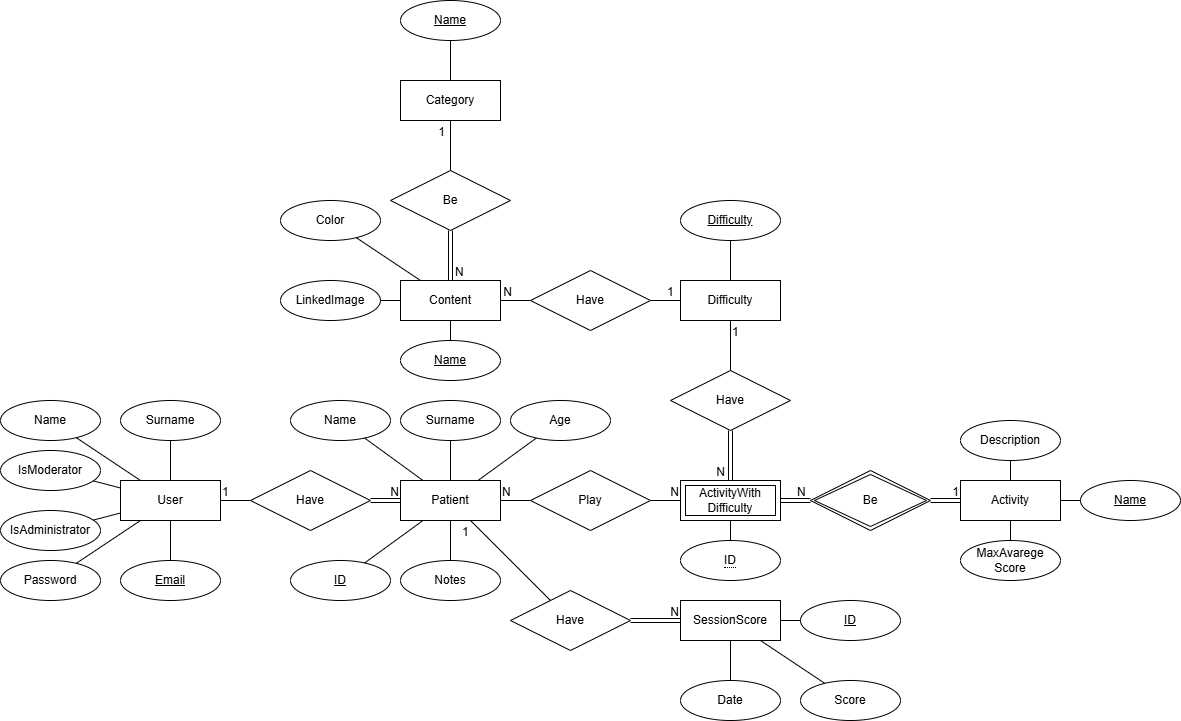 Name
Category
1
Be
Color
Difficulty
N
LinkedImage
Content
N
Have
1
Difficulty
1
Name
Have
Name
Surname
Name
Surname
Age
Description
IsModerator
N
User
1
Have
N
Patient
N
Play
N
ActivityWith
Difficulty
N
Be
1
Activity
Name
IsAdministrator
1
Password
Email
ID
Notes
ID
MaxAvarege
Score
Have
N
SessionScore
ID
Date
Score